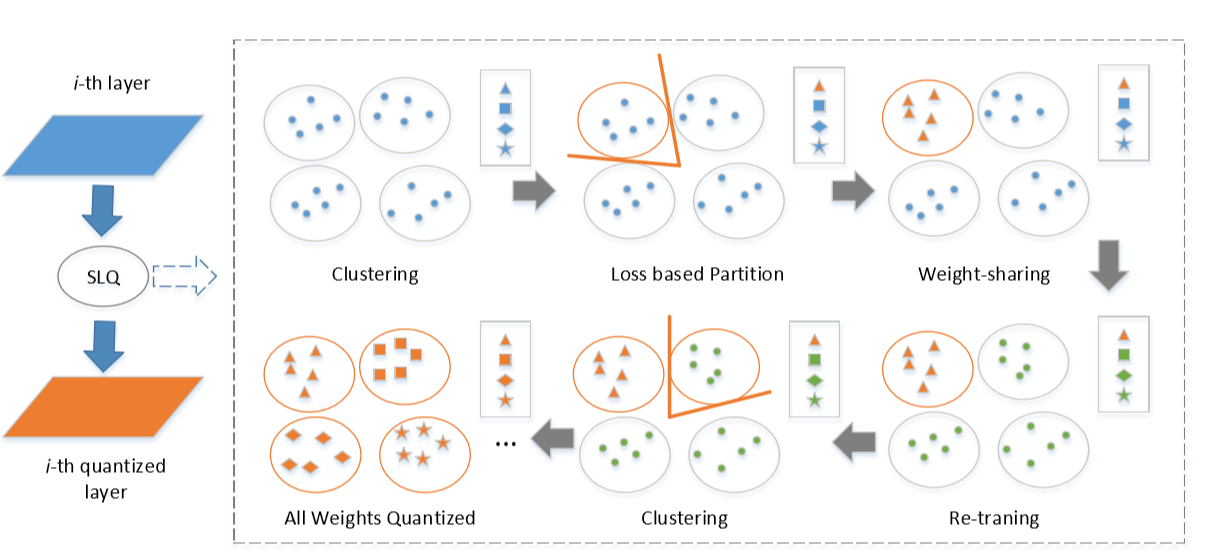 i-th layer
SLQ
i-th quantized
layer
Clustering
Loss based Partition
Weight-sharing
All Weights Quantized
...
Clustering
Re-traning